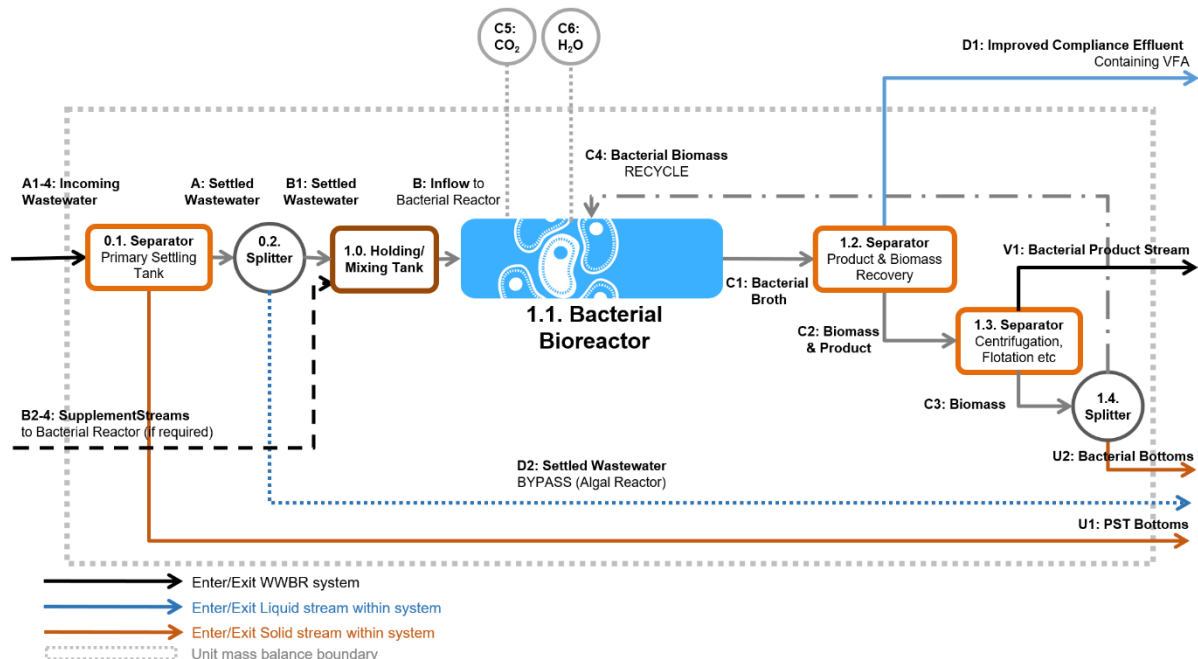 C5:
CO₂
C6:
H₂O
D1: Improved Compliance Effluent
Containing VFA
C4: Bacterial Biomass
RECYCLE
A1-4: Incoming
Wastewater
A: Settled
Wastewater
B1: Settled
Wastewater
B: Inflow to
Bacterial Reactor
0.1. Separator
Primary Settling
Tank
0.2.
Splitter
1.0. Holding/
Mixing Tank
1.1. Bacterial
Bioreactor
C1: Bacterial
Broth
1.2. Separator
Product & Biomass
Recovery
V1: Bacterial Product Stream
C2: Biomass
& Product
1.3. Separator
Centrifugation,
Flotation etc
C3: Biomass
1.4.
Splitter
B2-4: SupplementStreams
to Bacterial Reactor (if required)
U2: Bacterial Bottoms
D2: Settled Wastewater
BYPASS (Algal Reactor)
U1: PST Bottoms
Enter/Exit WWBR system
Enter/Exit Liquid stream within system
Enter/Exit Solid stream within system
Unit mass balance boundary